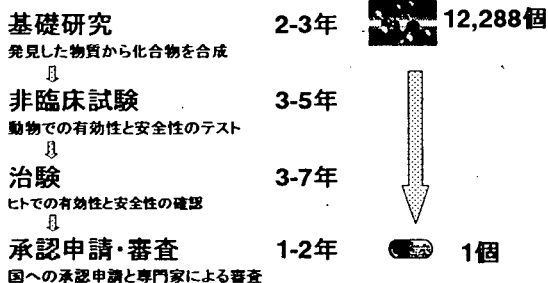 基礎研究 2-3年 12,288個
発見した物質から化合物を合成
⇩
非臨床試験 3-5年
動物での有効性と安全性のテスト
⇩
治験 3-7年
ヒトでの有効性と安全性の確認
⇩
承認申請・審査 1-2年 1個
国への承認申請と専門家による審査